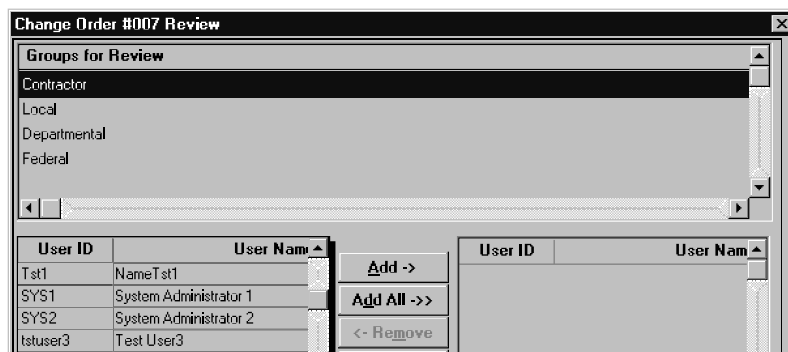 Change Order #007 Review
Groups for Review
Contractor
Local
Departmental
Federal
User ID User Nam
Tst1 NameTst1
SYS1 System Administrator 1
SYS2 System Administrator 2
tstuser3 Test User3
Add ->
Add All ->>
<- Remove
User ID User Nam